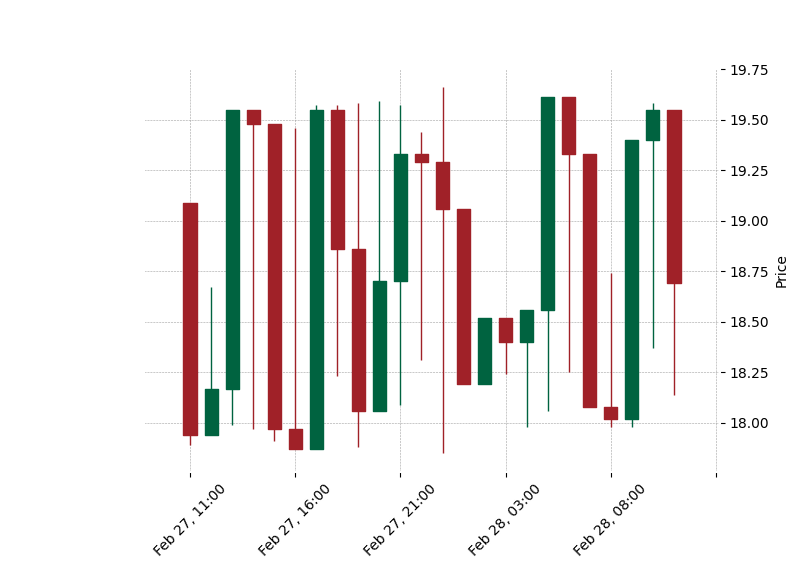 19.75
19.50
19.25
19.00
18.75
18.50
18.25
18.00
Price
Feb 27, 11:00
Feb 27, 16:00
Feb 27, 21:00
Feb 28, 03:00
Feb 28, 08:00